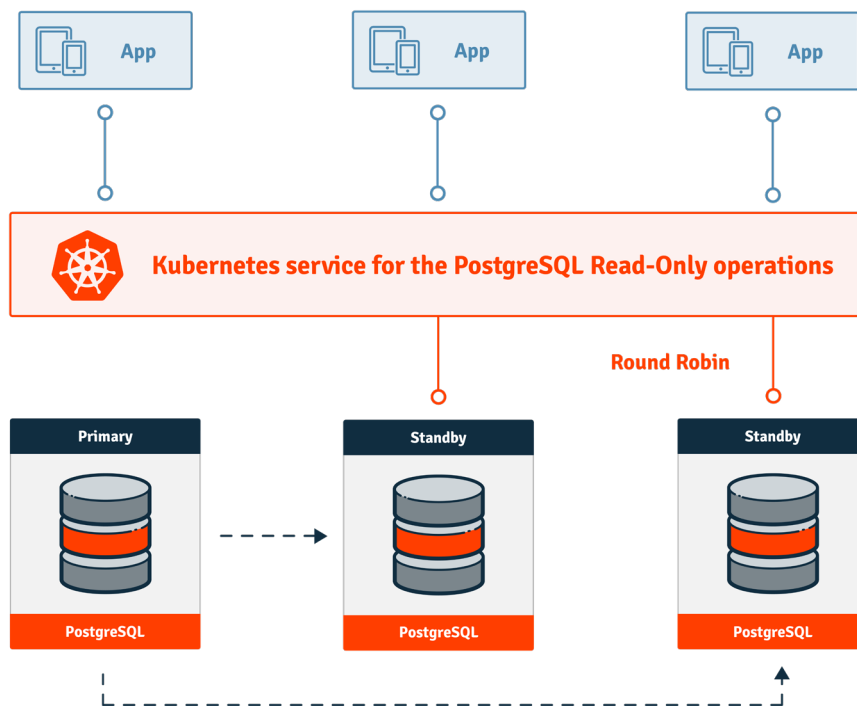 App
App
App
Kubernetes service for the PostgreSQL Read-Only operations
Round Robin
Primary
Standby
Standby
PostgreSQL
PostgreSQL
PostgreSQL